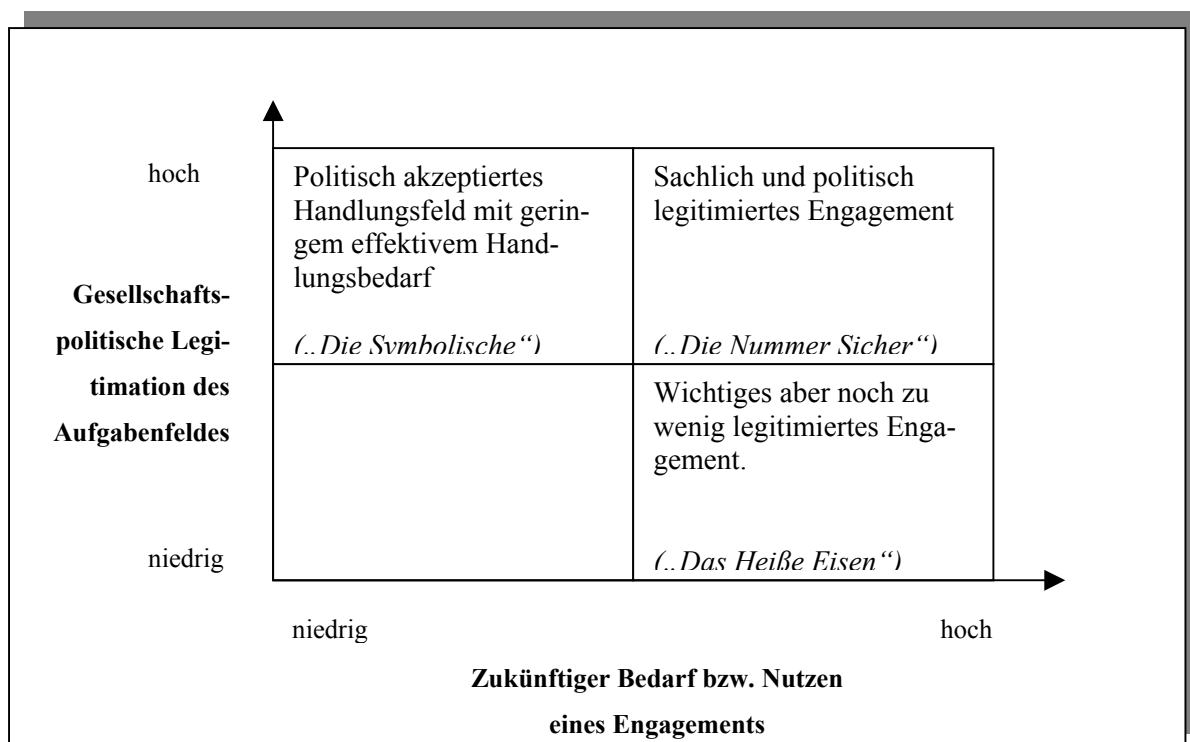 hoch
Politisch akzeptiertes
Handlungsfeld mit gerin-
gem effektivem Hand-
lungsbedarf
(„Die Symbolische“)
Sachlich und politisch
legitimiertes Engagement
(„Die Nummer Sicher“)
Gesellschafts-
politische Legi-
timation des
Aufgabenfeldes
Wichtiges aber noch zu
wenig legitimiertes Enga-
gement.
(„Das Heiße Eisen“)
niedrig
niedrig
hoch
Zukünftiger Bedarf bzw. Nutzen
eines Engagements